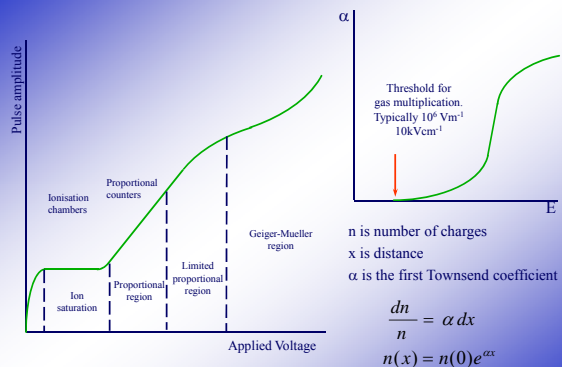 Pulse amplitude
Ionisation
chambers
Proportional
counters
Ion
saturation
Proportional
region
Limited
proportional
region
Geiger-Mueller
region
Applied Voltage
α
Threshold for
gas multiplication.
Typically 10⁶ Vm⁻¹
10kVcm⁻¹
E
n is number of charges
x is distance
α is the first Townsend coefficient
dn/n = α dx
n(x) = n(0)e^{αx}